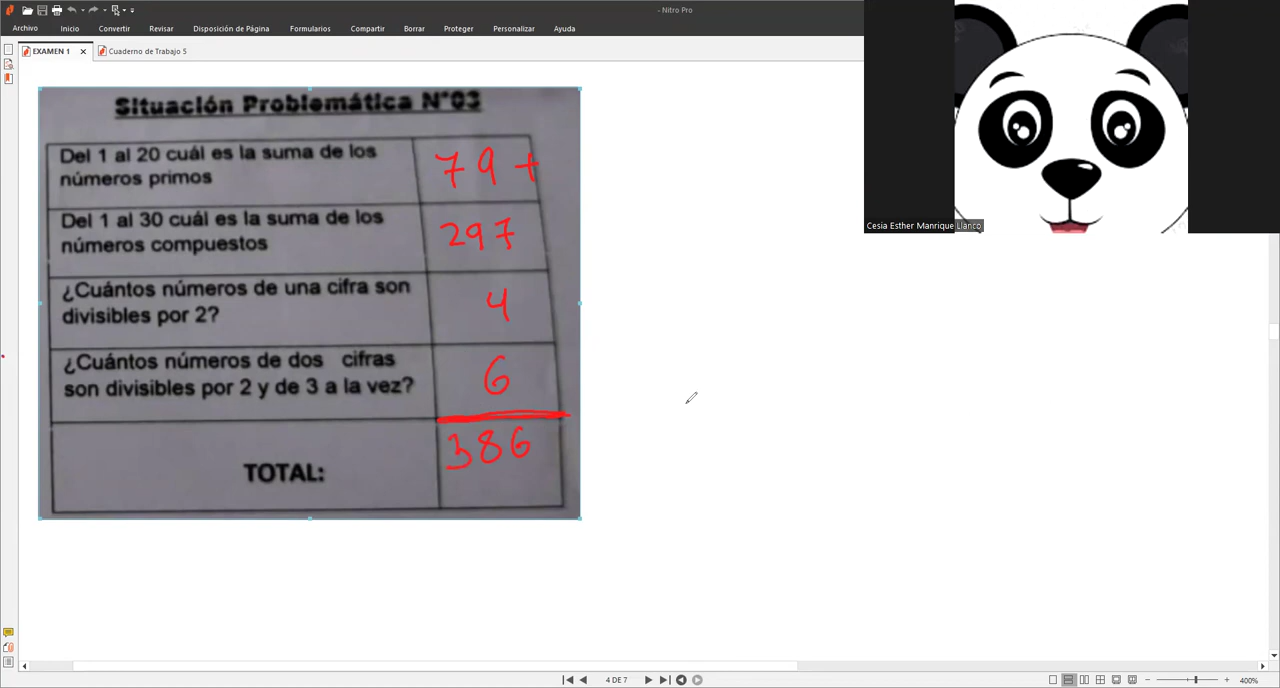 - Nitro Pro
Archivo Inicio Convertir Revisar Disposición de Página Formularios Compartir Borrar Proteger Personalizar Ayuda
EXAMEN 1 Cuaderno de Trabajo 5
Situación Problemática N°03
Del 1 al 20 cuál es la suma de los
números primos
79 +
Del 1 al 30 cuál es la suma de los
números compuestos
297
¿Cuántos números de una cifra son
divisibles por 2?
4
¿Cuántos números de dos cifras
son divisibles por 2 y de 3 a la vez?
6
TOTAL:
386
Cesia Esther Manrique Llanco
4 DE 7
400%